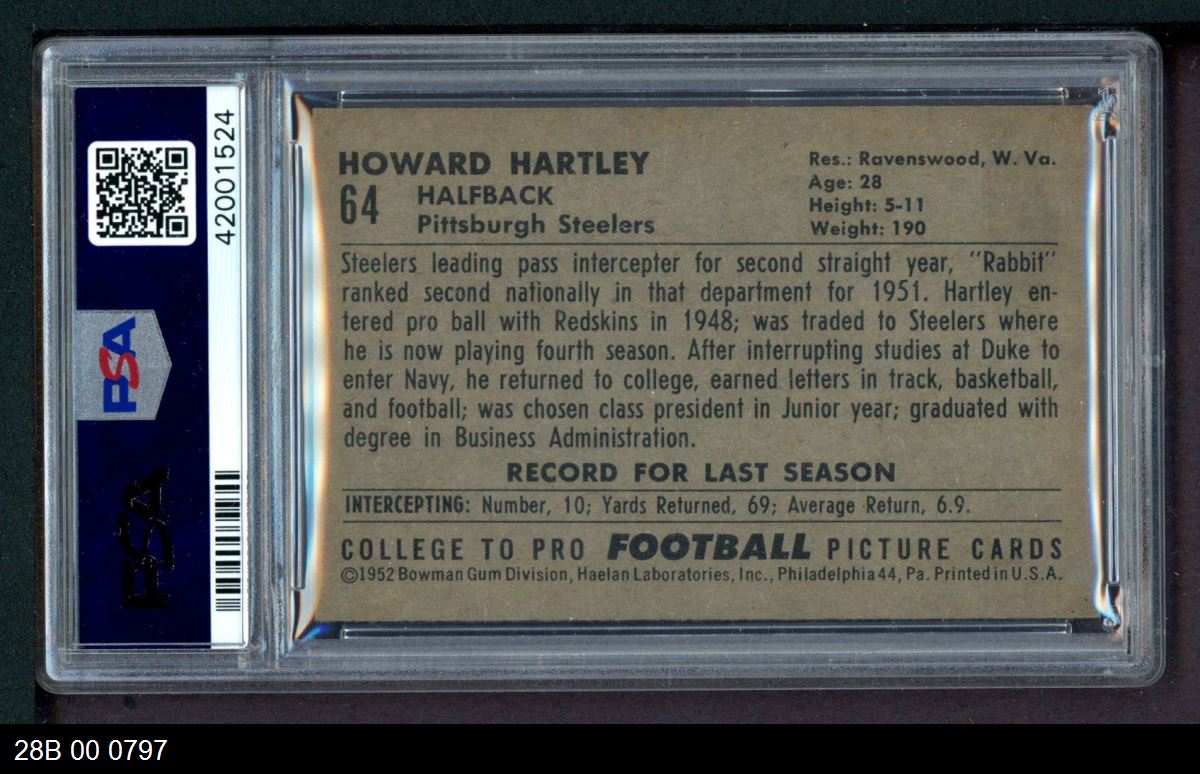 42001524
PSA
PSA
HOWARD HARTLEY
64 HALFBACK
Pittsburgh Steelers
Res.: Ravenswood, W. Va.
Age: 28
Height: 5-11
Weight: 190
Steelers leading pass intercepter for second straight year, "Rabbit"
ranked second nationally in that department for 1951. Hartley en-
tered pro ball with Redskins in 1948; was traded to Steelers where
he is now playing fourth season. After interrupting studies at Duke to
enter Navy, he returned to college, earned letters in track, basketball,
and football; was chosen class president in Junior year; graduated with
degree in Business Administration.
RECORD FOR LAST SEASON
INTERCEPTING: Number, 10; Yards Returned, 69; Average Return, 6.9.
COLLEGE TO PRO FOOTBALL PICTURE CARDS
©1952 Bowman Gum Division, Haelan Laboratories, Inc., Philadelphia 44, Pa. Printed in U.S.A.
28B 00 0797